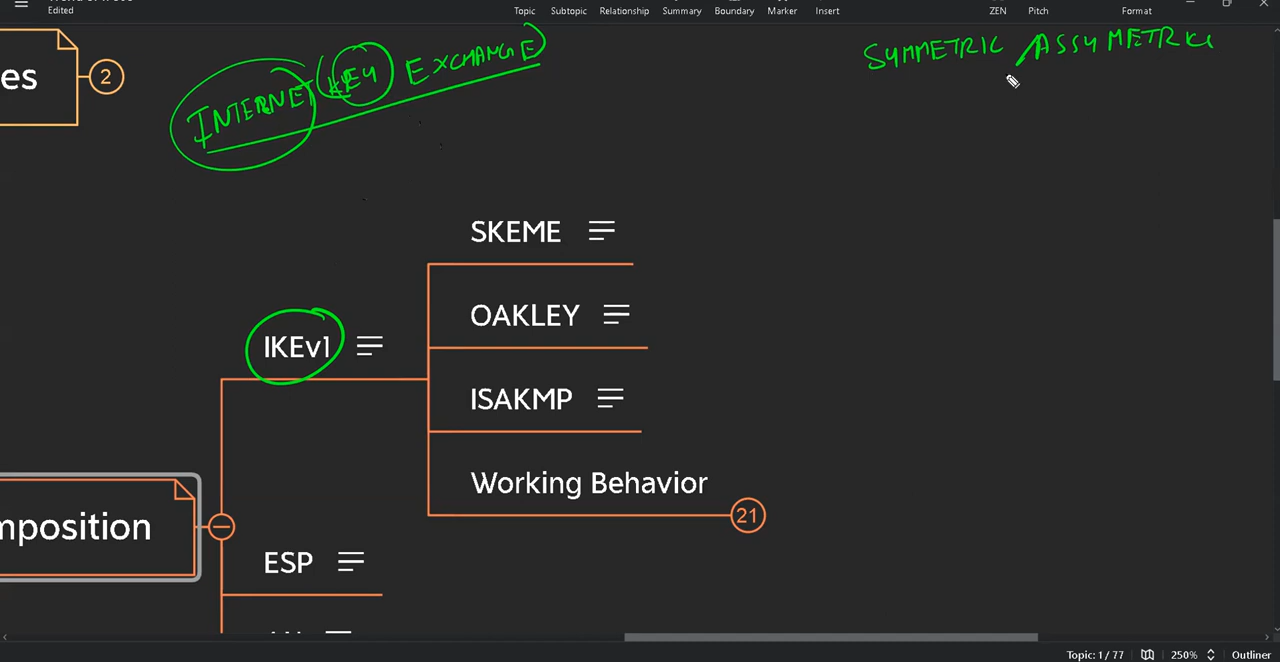 Edited
Topic Subtopic Relationship Summary Boundary Marker Insert ZEN Pitch Format
es 2
INTERNET (KEY EXCHANGE)
SYMMETRIC / ASSYMETRIC
SKEME
OAKLEY
IKEv1
ISAKMP
Working Behavior 21
mposition
ESP
Topic: 1 / 77 250% Outliner